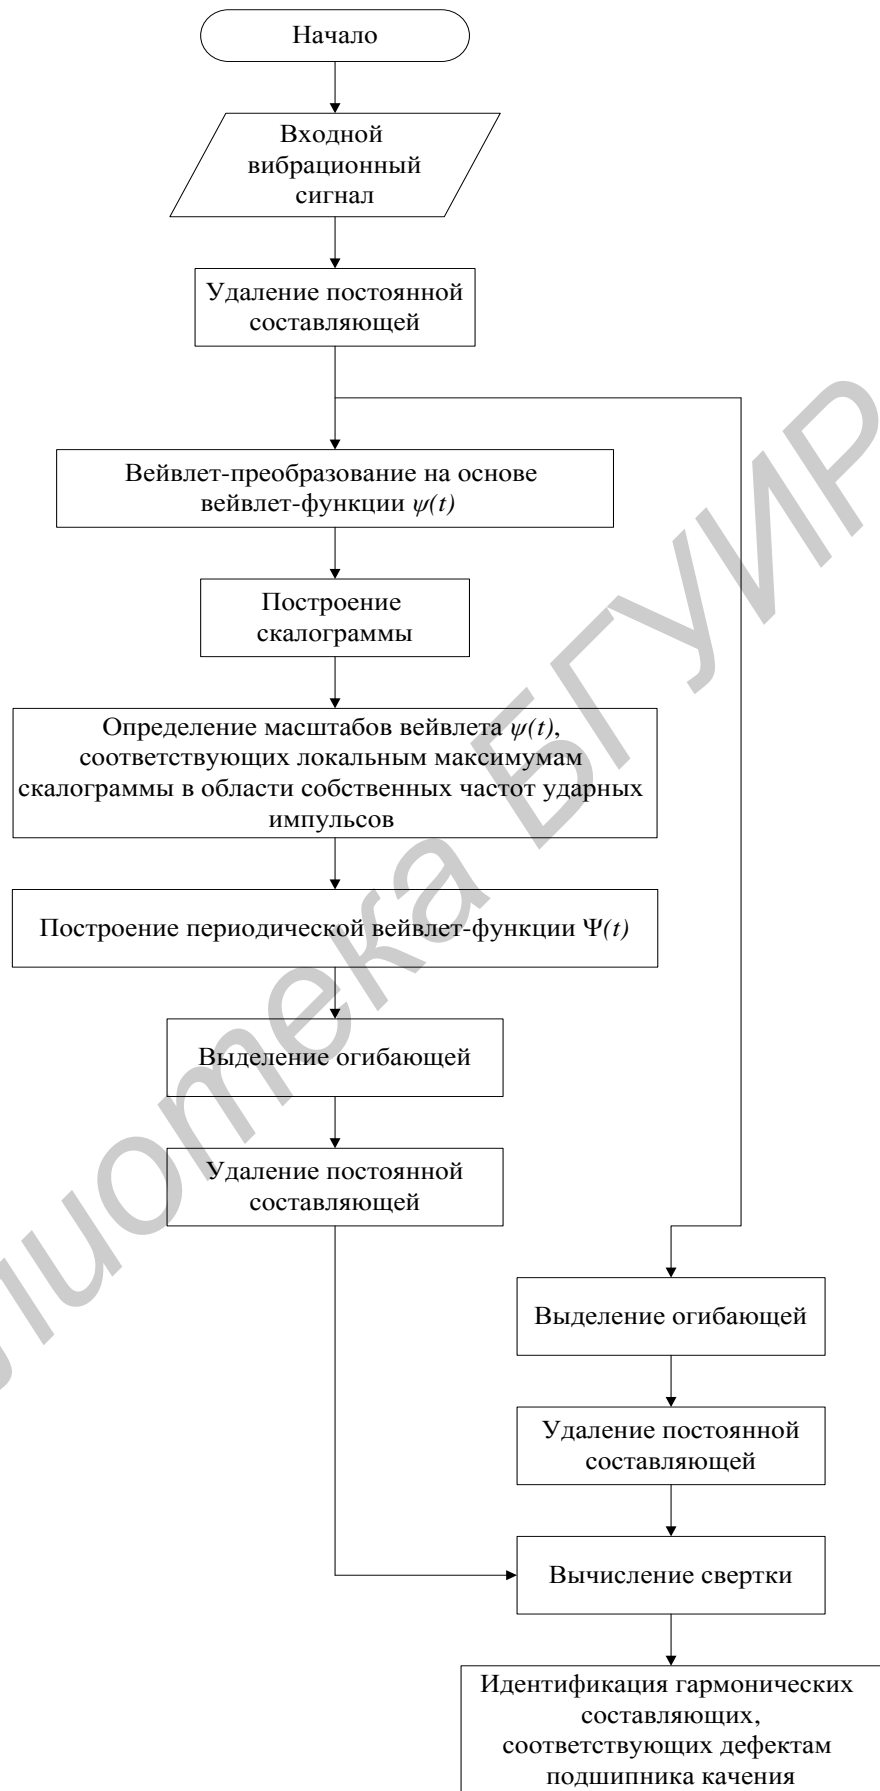 Начало
Входной
вибрационный
сигнал
Удаление постоянной
составляющей
Вейвлет-преобразование на основе
вейвлет-функции ψ(t)
Построение
скалограммы
Определение масштабов вейвлета ψ(t),
соответствующих локальным максимумам
скалограммы в области собственных частот ударных
импульсов
Построение периодической вейвлет-функции Ψ(t)
Выделение огибающей
Удаление постоянной
составляющей
Выделение огибающей
Удаление постоянной
составляющей
Вычисление свертки
Идентификация гармонических
составляющих,
соответствующих дефектам
подшипника качения
лиотека БГУИР